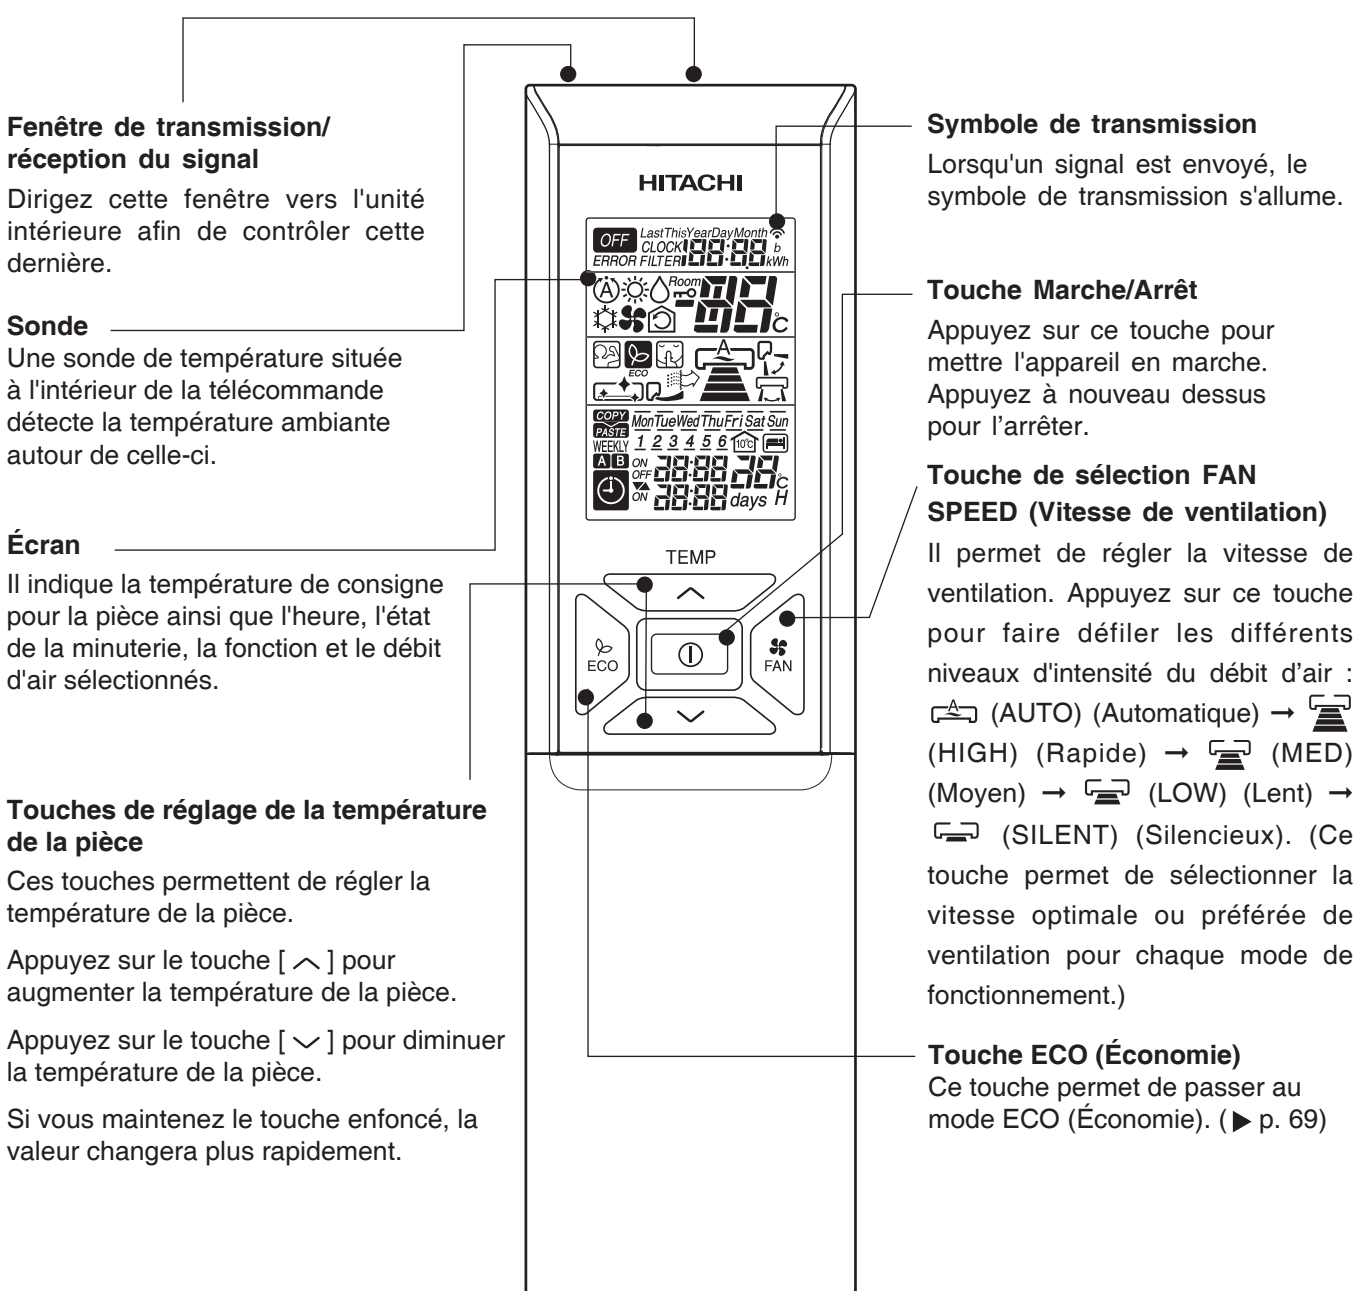 Fenêtre de transmission/
réception du signal
Dirigez cette fenêtre vers l'unité
intérieure afin de contrôler cette
dernière.
Sonde
Une sonde de température située
à l'intérieur de la télécommande
détecte la température ambiante
autour de celle-ci.
Écran
Il indique la température de consigne
pour la pièce ainsi que l'heure, l'état
de la minuterie, la fonction et le débit
d'air sélectionnés.
Touches de réglage de la température
de la pièce
Ces touches permettent de régler la
température de la pièce.
Appuyez sur le touche [ ︿ ] pour
augmenter la température de la pièce.
Appuyez sur le touche [ ﹀ ] pour diminuer
la température de la pièce.
Si vous maintenez le touche enfoncé, la
valeur changera plus rapidement.
HITACHI
OFF LastThisYearDayMonth
CLOCK 188:88 b
ERROR FILTER kWh
A Room -88 °C
A
ECO
COPY MonTueWedThuFriSatSun
PASTE
WEEKLY 1 2 3 4 5 6 10°C
A B ON
OFF 28:88 28 °C
ON 28:88 days H
TEMP
ECO
FAN
Symbole de transmission
Lorsqu'un signal est envoyé, le
symbole de transmission s'allume.
Touche Marche/Arrêt
Appuyez sur ce touche pour
mettre l'appareil en marche.
Appuyez à nouveau dessus
pour l’arrêter.
Touche de sélection FAN
SPEED (Vitesse de ventilation)
Il permet de régler la vitesse de
ventilation. Appuyez sur ce touche
pour faire défiler les différents
niveaux d'intensité du débit d’air :
A (AUTO) (Automatique) →
(HIGH) (Rapide) → (MED)
(Moyen) → (LOW) (Lent) →
(SILENT) (Silencieux). (Ce
touche permet de sélectionner la
vitesse optimale ou préférée de
ventilation pour chaque mode de
fonctionnement.)
Touche ECO (Économie)
Ce touche permet de passer au
mode ECO (Économie). (▶ p. 69)